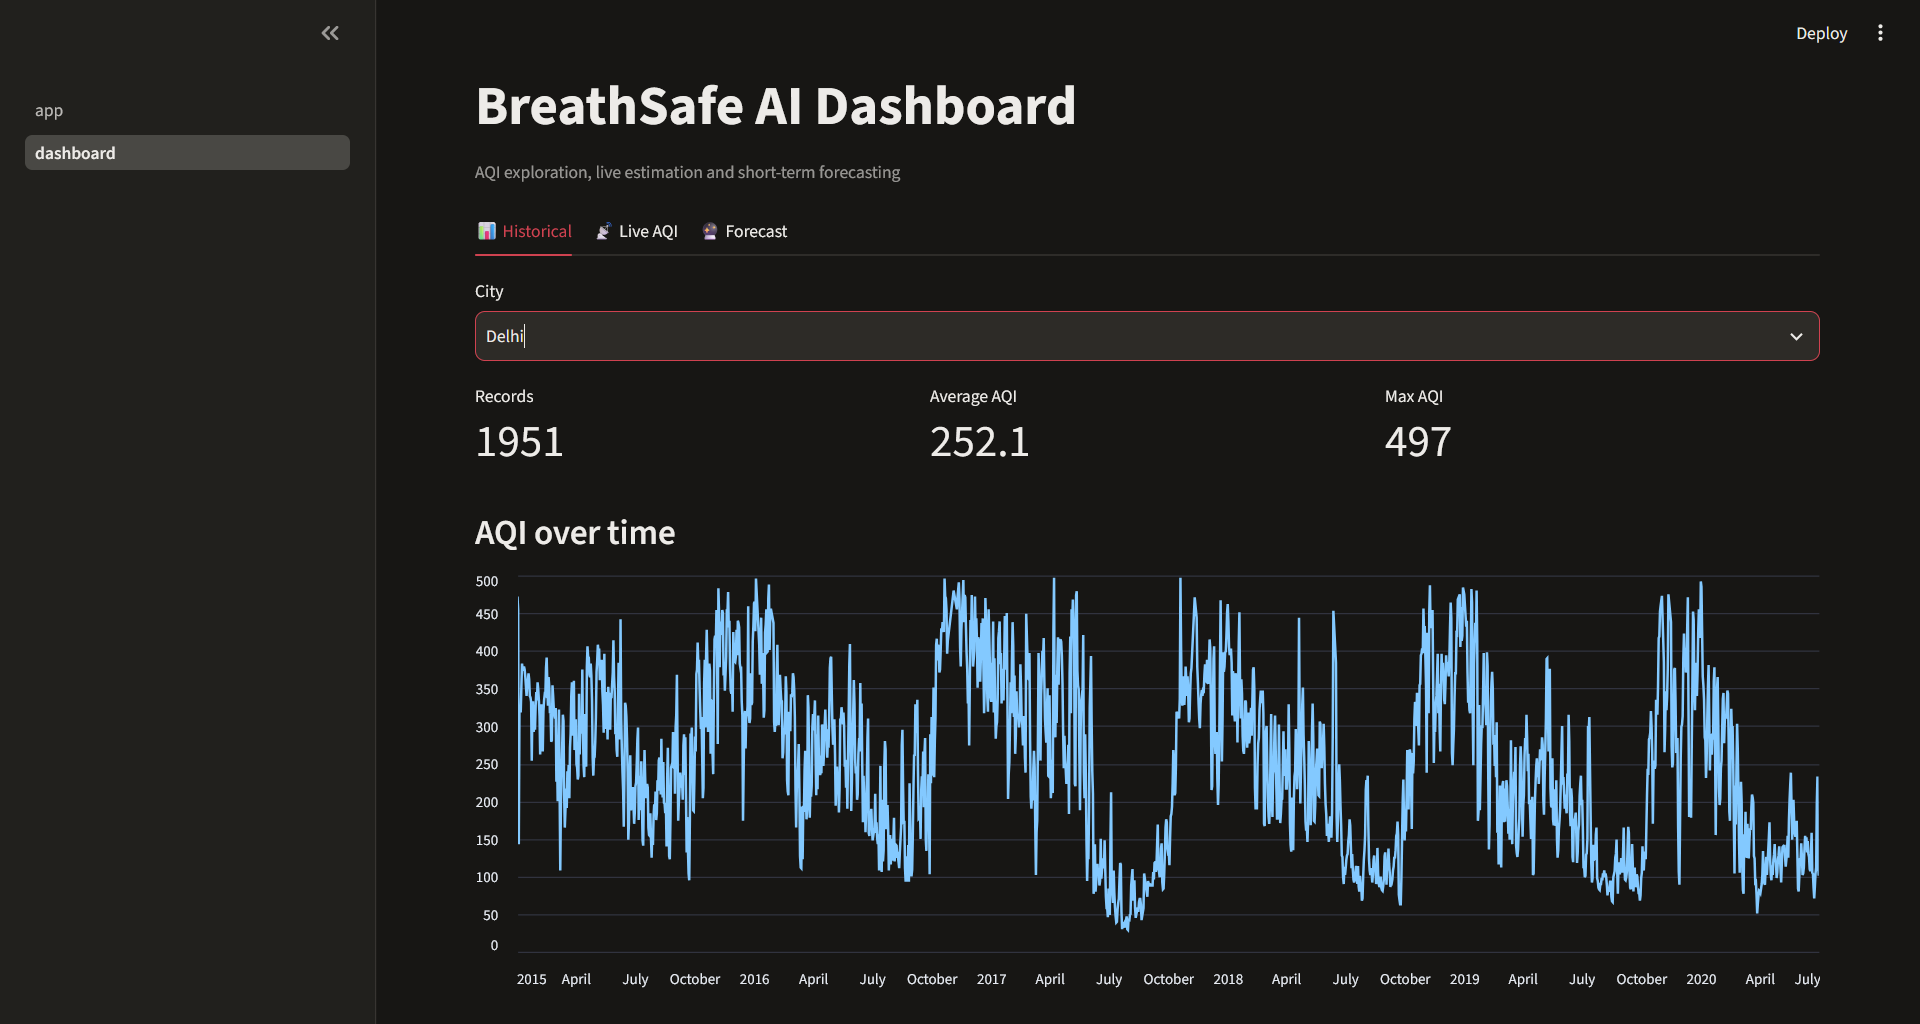 Deploy
app
dashboard
BreathSafe AI Dashboard
AQI exploration, live estimation and short-term forecasting
Historical Live AQI Forecast
City
Delhi
Records Average AQI Max AQI
1951 252.1 497
AQI over time
500
450
400
350
300
250
200
150
100
50
0
2015 April July October 2016 April July October 2017 April July October 2018 April July October 2019 April July October 2020 April July